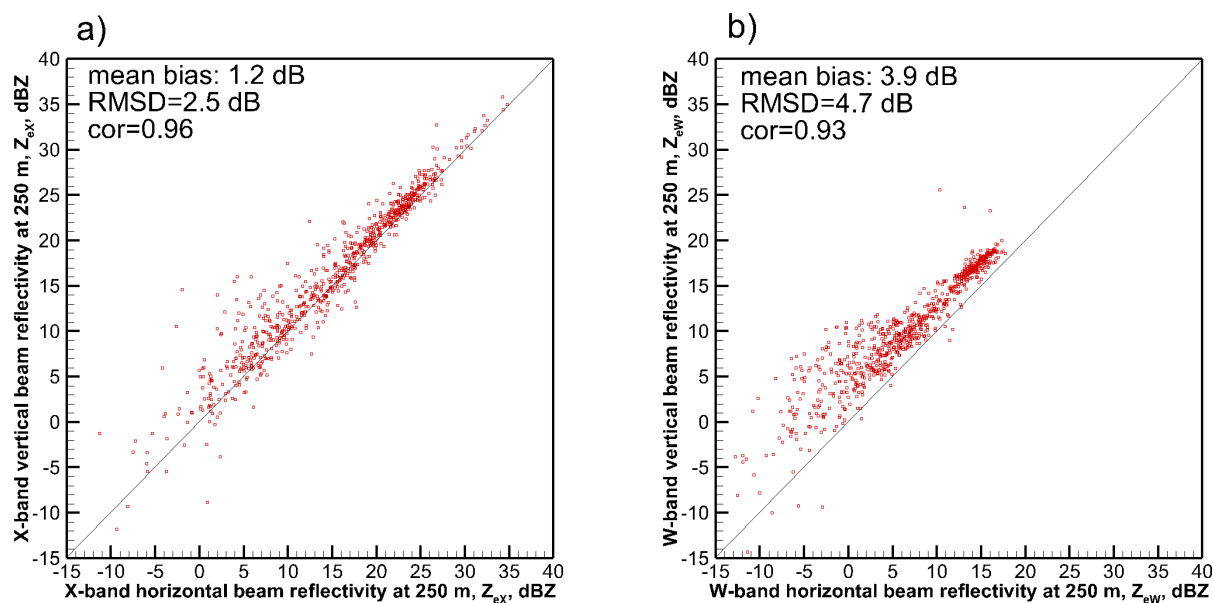 a)
mean bias: 1.2 dB
RMSD=2.5 dB
cor=0.96
X-band vertical beam reflectivity at 250 m, ZeX, dBZ
40
35
30
25
20
15
10
5
0
-5
-10
-15
-15 -10 -5 0 5 10 15 20 25 30 35 40
X-band horizontal beam reflectivity at 250 m, ZeX, dBZ
b)
mean bias: 3.9 dB
RMSD=4.7 dB
cor=0.93
W-band vertical beam reflectivity at 250 m, ZeW, dBZ
40
35
30
25
20
15
10
5
0
-5
-10
-15
-15 -10 -5 0 5 10 15 20 25 30 35 40
W-band horizontal beam reflectivity at 250 m, ZeW, dBZ